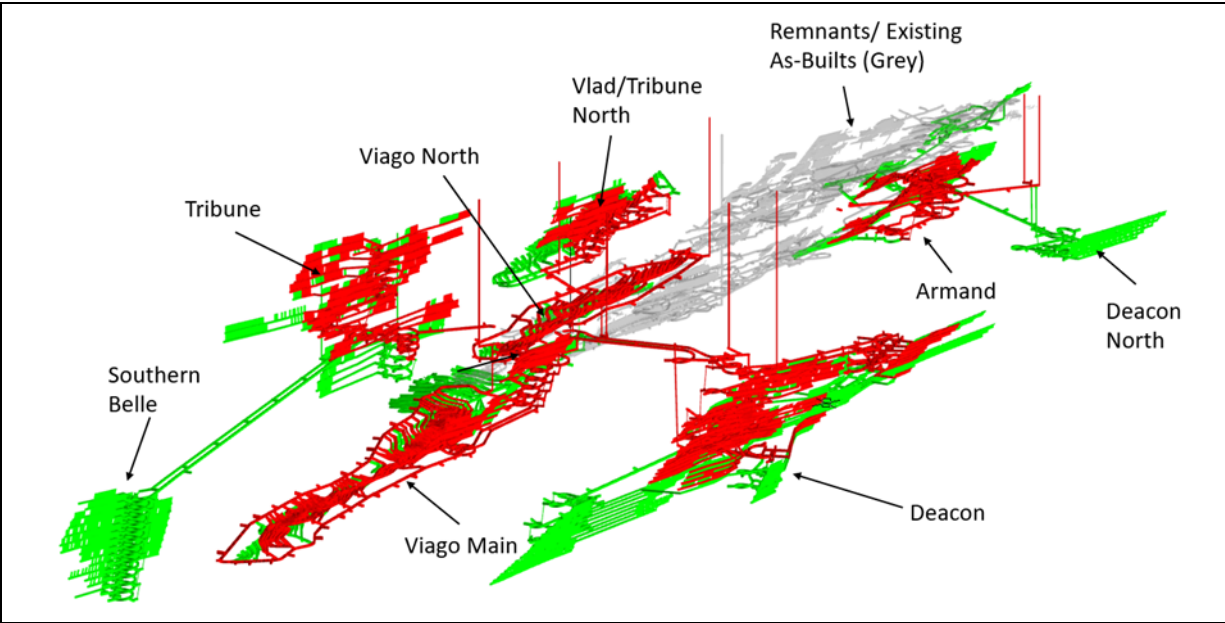 Remnants/ Existing
As-Builts (Grey)
Vlad/Tribune
North
Viago North
Tribune
Armand
Deacon
North
Southern
Belle
Deacon
Viago Main